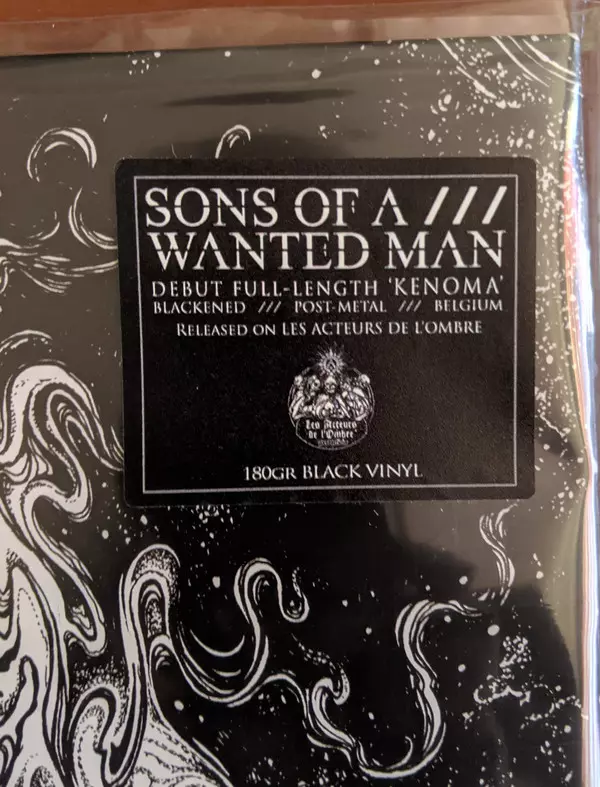 SONS OF A ///
WANTED MAN
DEBUT FULL-LENGTH 'KENOMA'
BLACKENED /// POST-METAL /// BELGIUM
RELEASED ON LES ACTEURS DE L'OMBRE
Les Acteurs
de l'Ombre
180GR BLACK VINYL